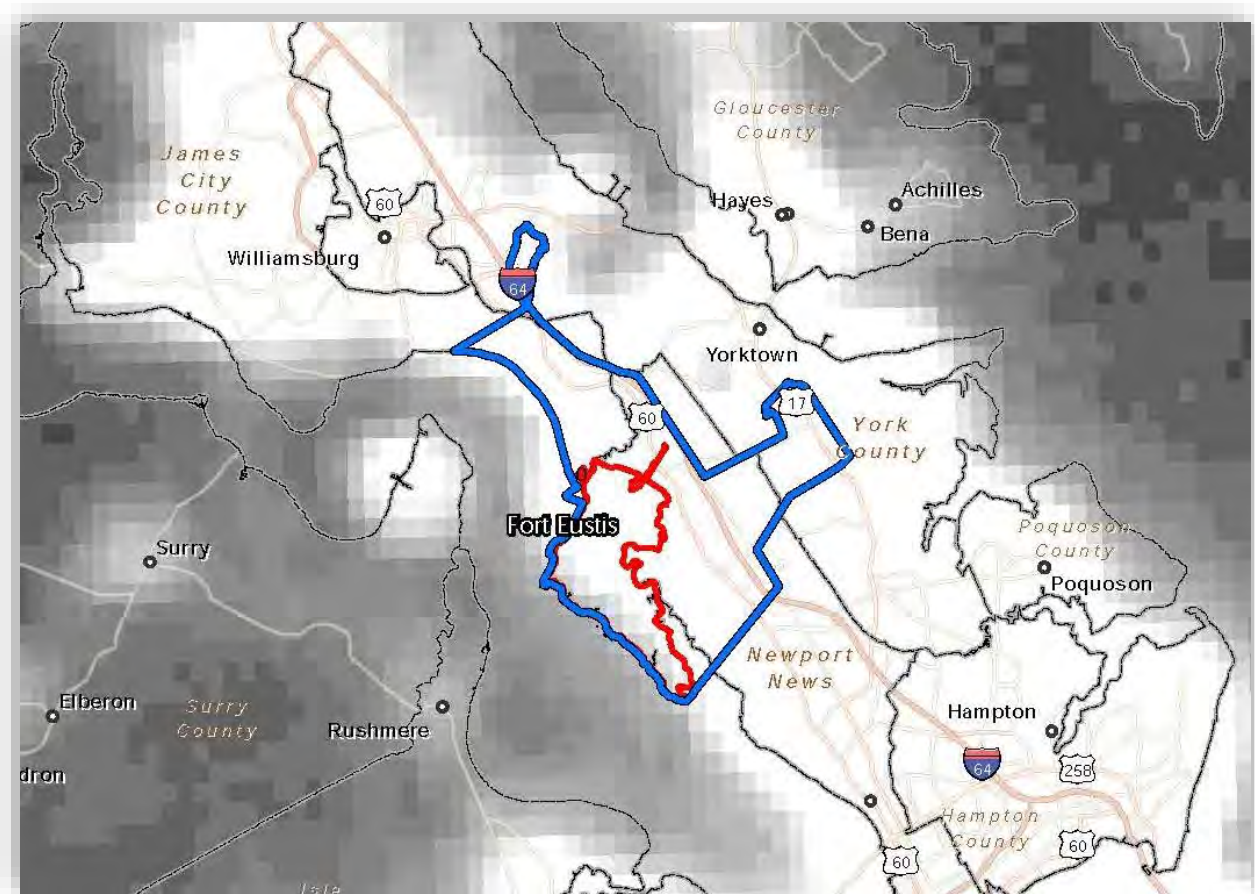 Gloucester
County
James
City
County
Achilles
60
Hayes
Bena
Williamsburg
64
Yorktown
17
60
York
County
Fort Eustis
Poquoson
County
Surry
Poquoson
Newport
News
Elberon
Surry
County
Hampton
Rushmere
64
258
dron
Hampton
County
60
60
Isle